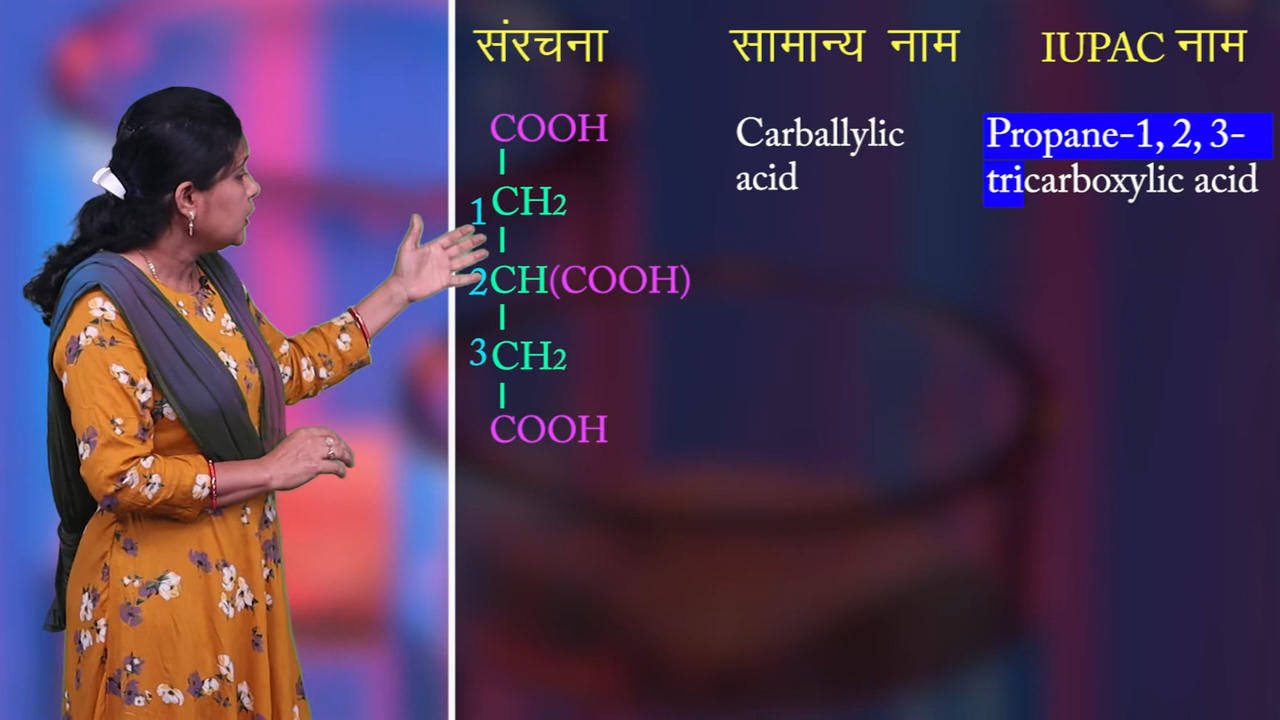 संरचना सामान्य नाम IUPAC नाम
COOH Carballylic Propane-1, 2, 3-
acid tricarboxylic acid
1 CH2
2 CH(COOH)
3 CH2
COOH